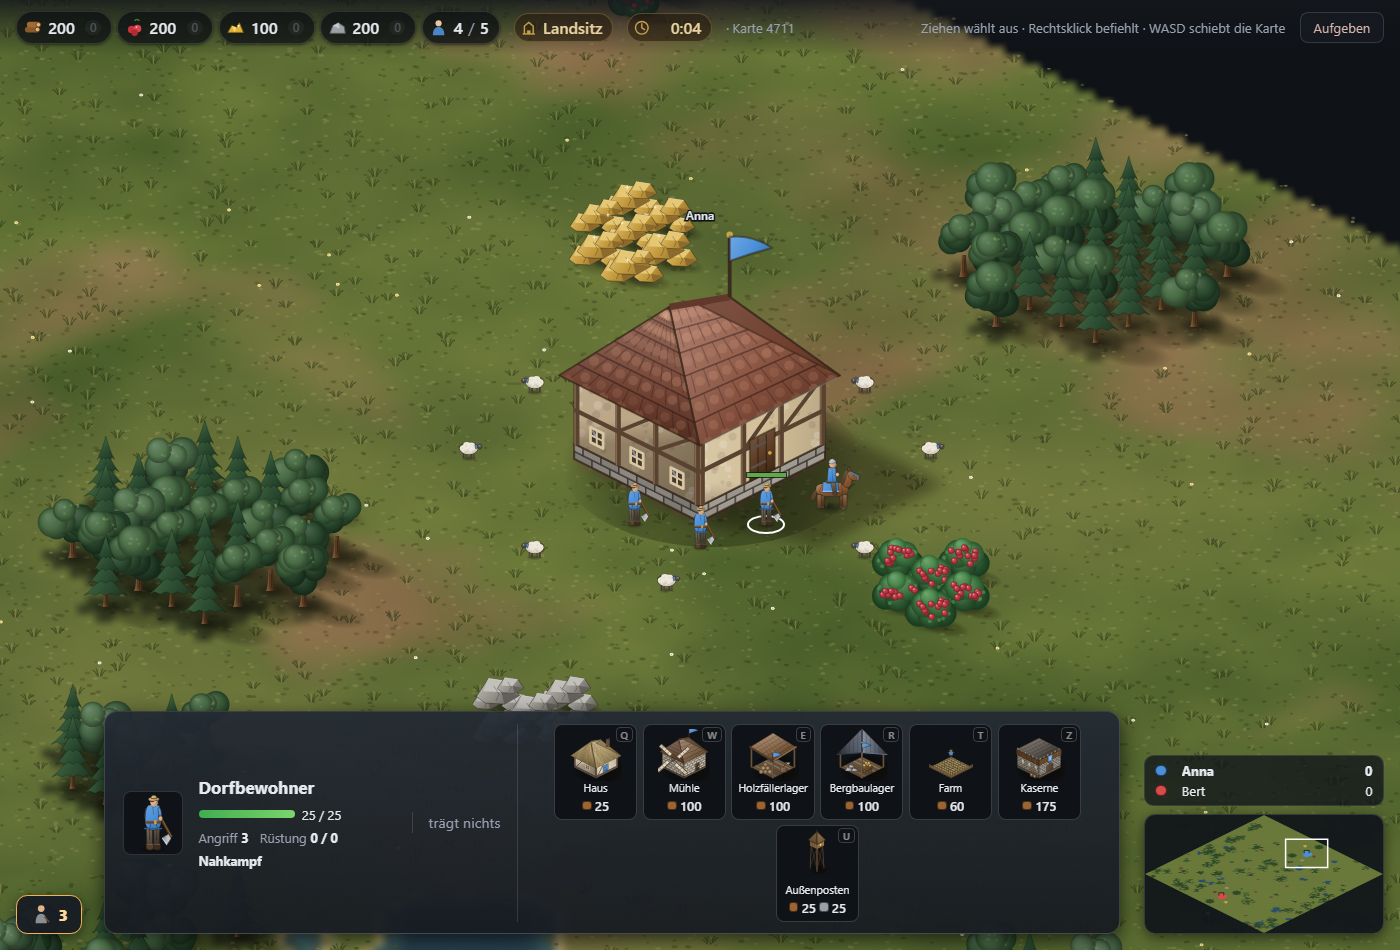 200 0 200 0 100 0 200 0 4 / 5 Landsitz 0:04 · Karte 4711 Ziehen wählt aus · Rechtsklick befiehlt · WASD schiebt die Karte Aufgeben
Anna
Dorfbewohner
25 / 25
Angriff 3 Rüstung 0 / 0
Nahkampf
trägt nichts
Q
Haus
25
W
Mühle
100
E
Holzfällerlager
100
R
Bergbaulager
100
T
Farm
60
Z
Kaserne
175
U
Außenposten
25 25
Anna 0
Bert 0
3